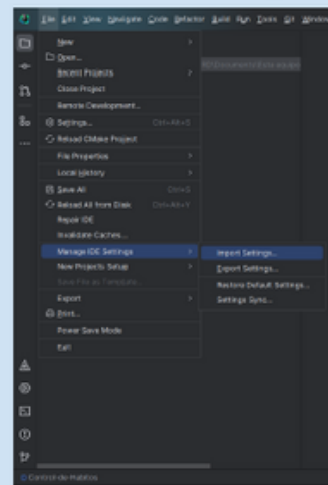 File Edit View Navigate Code Refactor Build Run Tools Git Window
New
Open...
Recent Projects
Close Project
Remote Development...
Settings... Ctrl+Alt+S
Reload CMake Project
File Properties
Local History
Save All Ctrl+S
Reload All from Disk Ctrl+Alt+Y
Repair IDE
Invalidate Caches...
Manage IDE Settings
Import Settings...
New Projects Setup
Export Settings...
Save File as Template...
Restore Default Settings...
Export
Settings Sync...
Print...
Power Save Mode
Exit
Control-de-Habitos